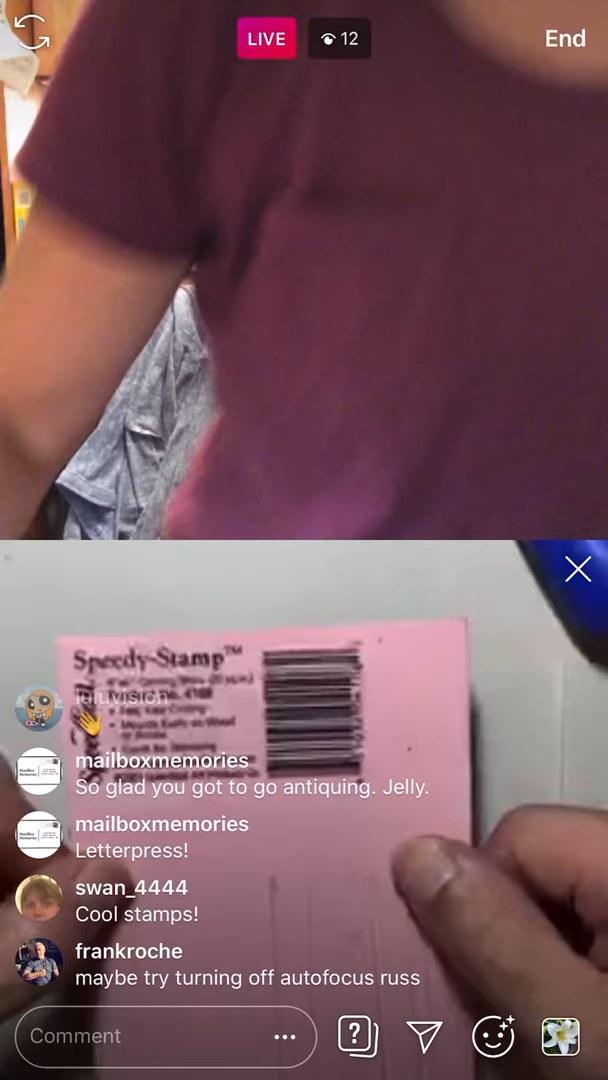 LIVE
12
End
Speedy-Stamp™
luluvision
👋
mailboxmemories
So glad you got to go antiquing. Jelly.
mailboxmemories
Letterpress!
swan_4444
Cool stamps!
frankroche
maybe try turning off autofocus russ
Comment